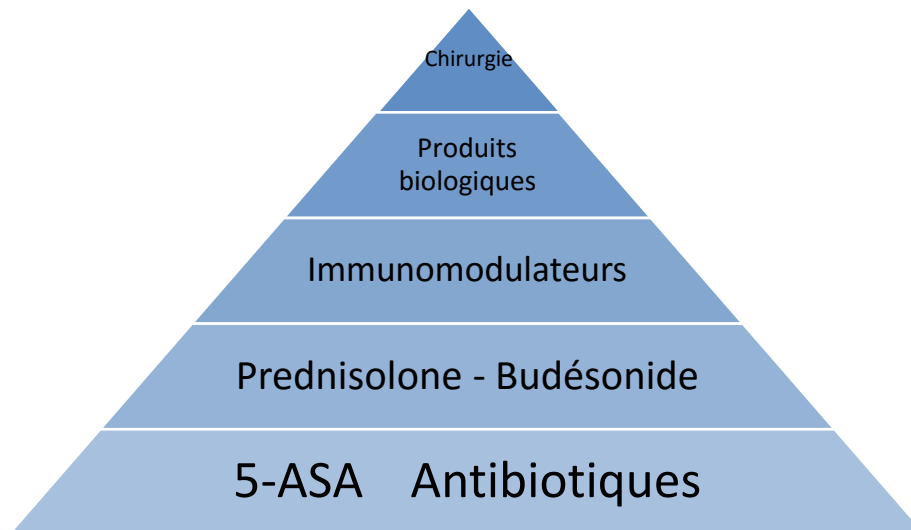 Chirurgie
Produits
biologiques
Immunomodulateurs
Prednisolone - Budésonide
5-ASA Antibiotiques